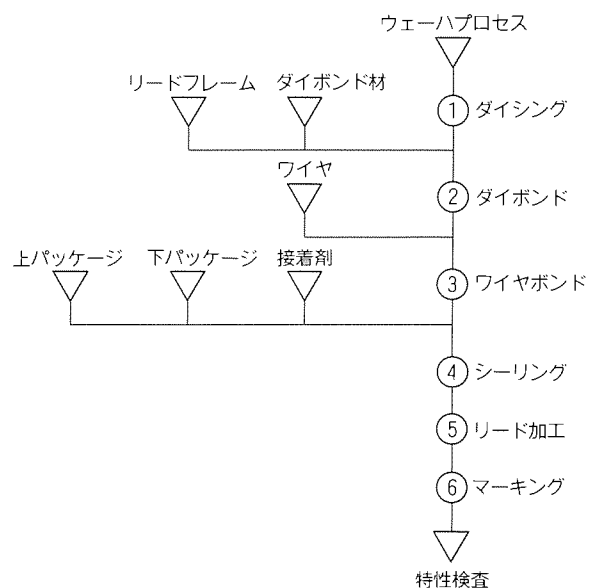 ウェーハプロセス
リードフレーム ダイボンド材
1 ダイシング
ワイヤ
2 ダイボンド
上パッケージ 下パッケージ 接着剤
3 ワイヤボンド
4 シーリング
5 リード加工
6 マーキング
特性検査